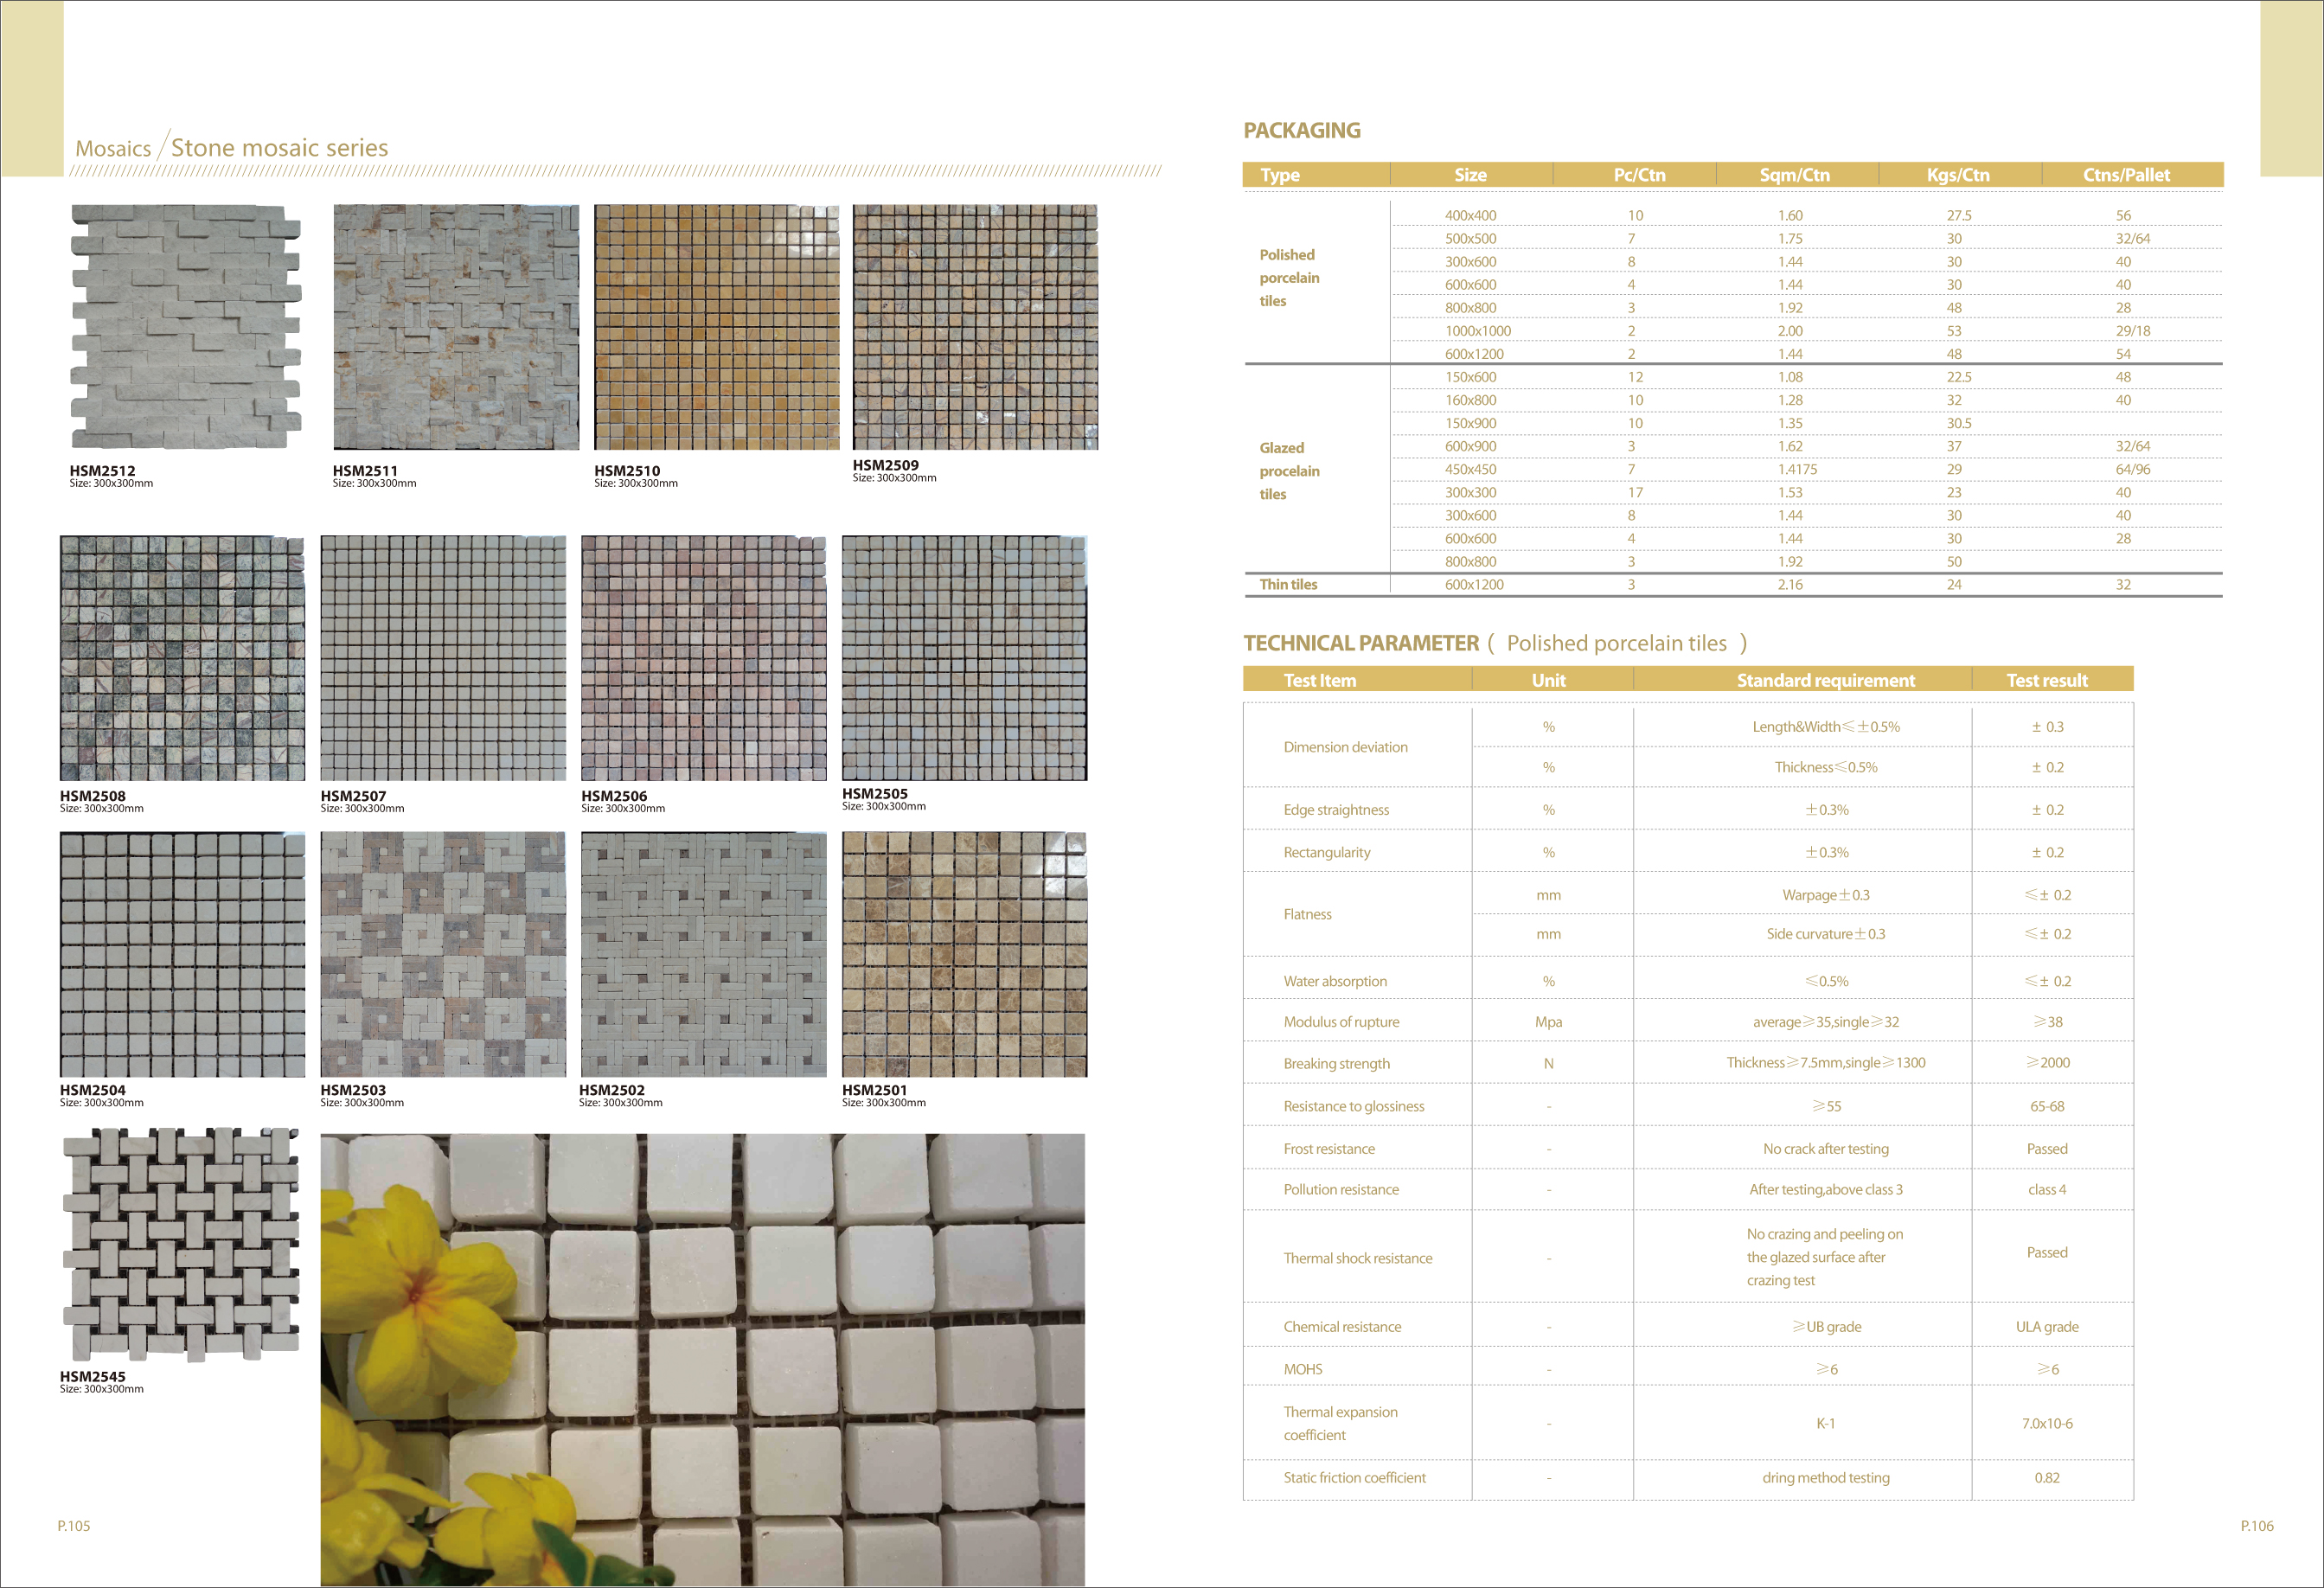 Mosaics / Stone mosaic series
HSM2512
Size: 300x300mm
HSM2511
Size: 300x300mm
HSM2510
Size: 300x300mm
HSM2509
Size: 300x300mm
HSM2508
Size: 300x300mm
HSM2507
Size: 300x300mm
HSM2506
Size: 300x300mm
HSM2505
Size: 300x300mm
HSM2504
Size: 300x300mm
HSM2503
Size: 300x300mm
HSM2502
Size: 300x300mm
HSM2501
Size: 300x300mm
HSM2545
Size: 300x300mm
P.105
PACKAGING
Type Size Pc/Ctn Sqm/Ctn Kgs/Ctn Ctns/Pallet
Polished
porcelain
tiles
400x400 10 1.60 27.5 56
500x500 7 1.75 30 32/64
300x600 8 1.44 30 40
600x600 4 1.44 30 40
800x800 3 1.92 48 28
1000x1000 2 2.00 53 29/18
600x1200 2 1.44 48 54
Glazed
procelain
tiles
150x600 12 1.08 22.5 48
160x800 10 1.28 32 40
150x900 10 1.35 30.5
600x900 3 1.62 37 32/64
450x450 7 1.4175 29 64/96
300x300 17 1.53 23 40
300x600 8 1.44 30 40
600x600 4 1.44 30 28
800x800 3 1.92 50
Thin tiles 600x1200 3 2.16 24 32
TECHNICAL PARAMETER ( Polished porcelain tiles )
Test Item Unit Standard requirement Test result
Dimension deviation
% Length&Width≤±0.5% ± 0.3
% Thickness≤0.5% ± 0.2
Edge straightness % ±0.3% ± 0.2
Rectangularity % ±0.3% ± 0.2
Flatness
mm Warpage±0.3 ≤± 0.2
mm Side curvature±0.3 ≤± 0.2
Water absorption % ≤0.5% ≤± 0.2
Modulus of rupture Mpa average≥35,single≥32 ≥38
Breaking strength N Thickness≥7.5mm,single≥1300 ≥2000
Resistance to glossiness - ≥55 65-68
Frost resistance - No crack after testing Passed
Pollution resistance - After testing,above class 3 class 4
Thermal shock resistance -
No crazing and peeling on
the glazed surface after
crazing test
Passed
Chemical resistance - ≥UB grade ULA grade
MOHS - ≥6 ≥6
Thermal expansion
coefficient
- K-1 7.0x10-6
Static friction coefficient - dring method testing 0.82
P.106